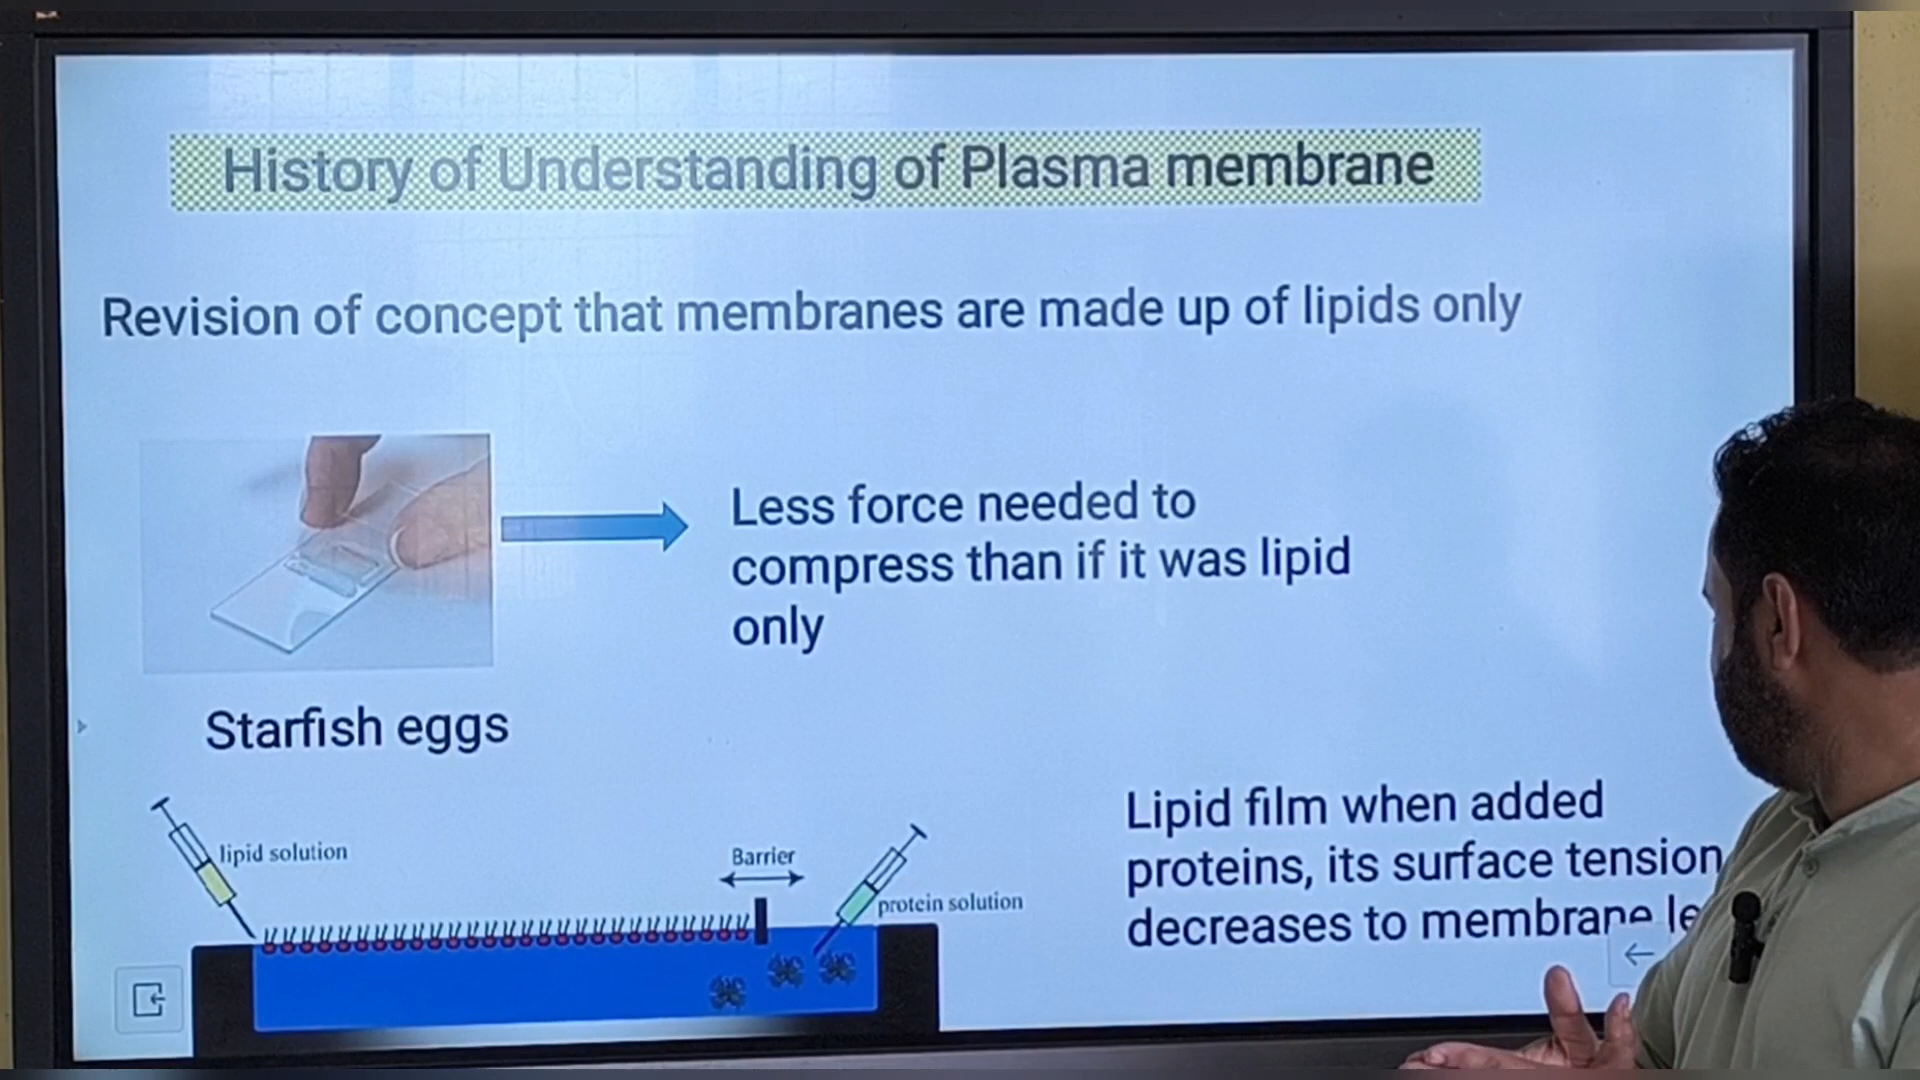 History of Understanding of Plasma membrane
Revision of concept that membranes are made up of lipids only
Less force needed to
compress than if it was lipid
only
Starfish eggs
lipid solution
Barrier
protein solution
Lipid film when added
proteins, its surface tension
decreases to membrane